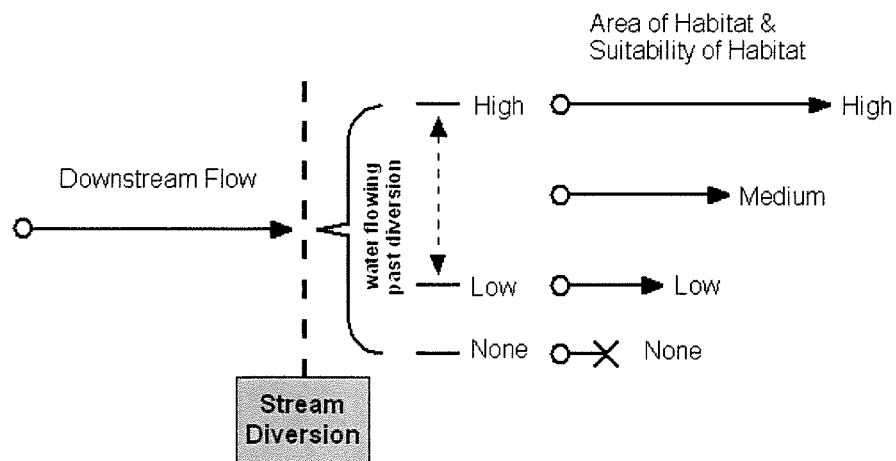 Area of Habitat &
Suitability of Habitat
High
High
Downstream Flow
water flowing
past diversion
Medium
Low
Low
None
None
Stream
Diversion